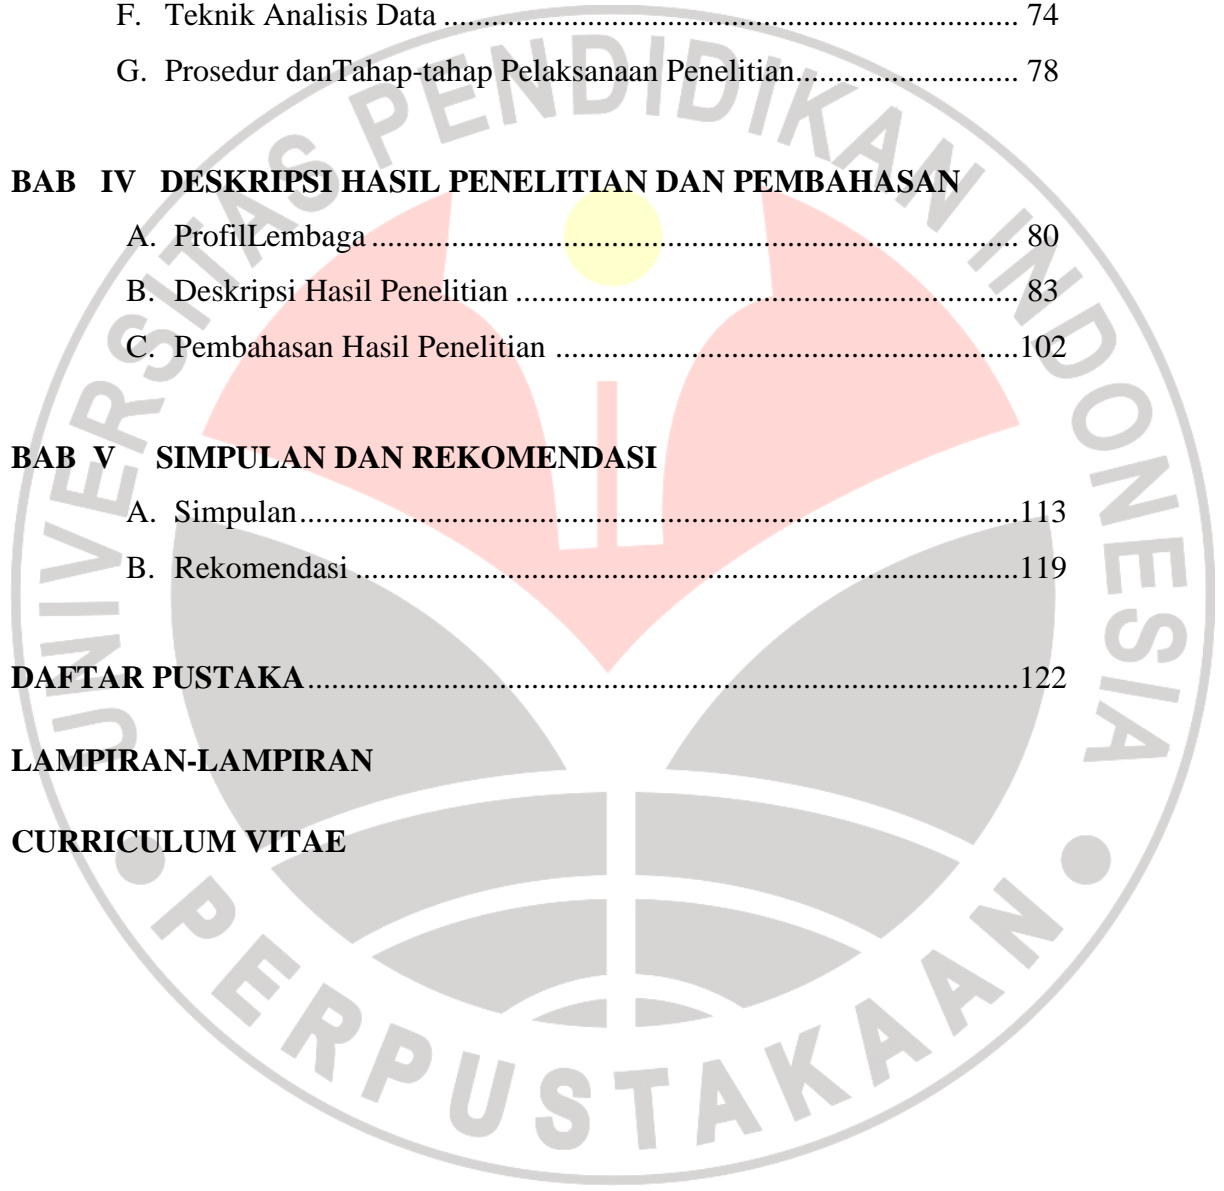 F. Teknik Analisis Data ........................................................................ 74
G. Prosedur danTahap-tahap Pelaksanaan Penelitian............................ 78
BAB IV DESKRIPSI HASIL PENELITIAN DAN PEMBAHASAN
A. ProfilLembaga ................................................................................. 80
B. Deskripsi Hasil Penelitian ............................................................... 83
C. Pembahasan Hasil Penelitian ..........................................................102
BAB V SIMPULAN DAN REKOMENDASI
A. Simpulan..........................................................................................113
B. Rekomendasi ...................................................................................119
DAFTAR PUSTAKA.........................................................................................122
LAMPIRAN-LAMPIRAN
CURRICULUM VITAE
UNIVERSITAS PENDIDIKAN INDONESIA
PERPUSTAKAAN